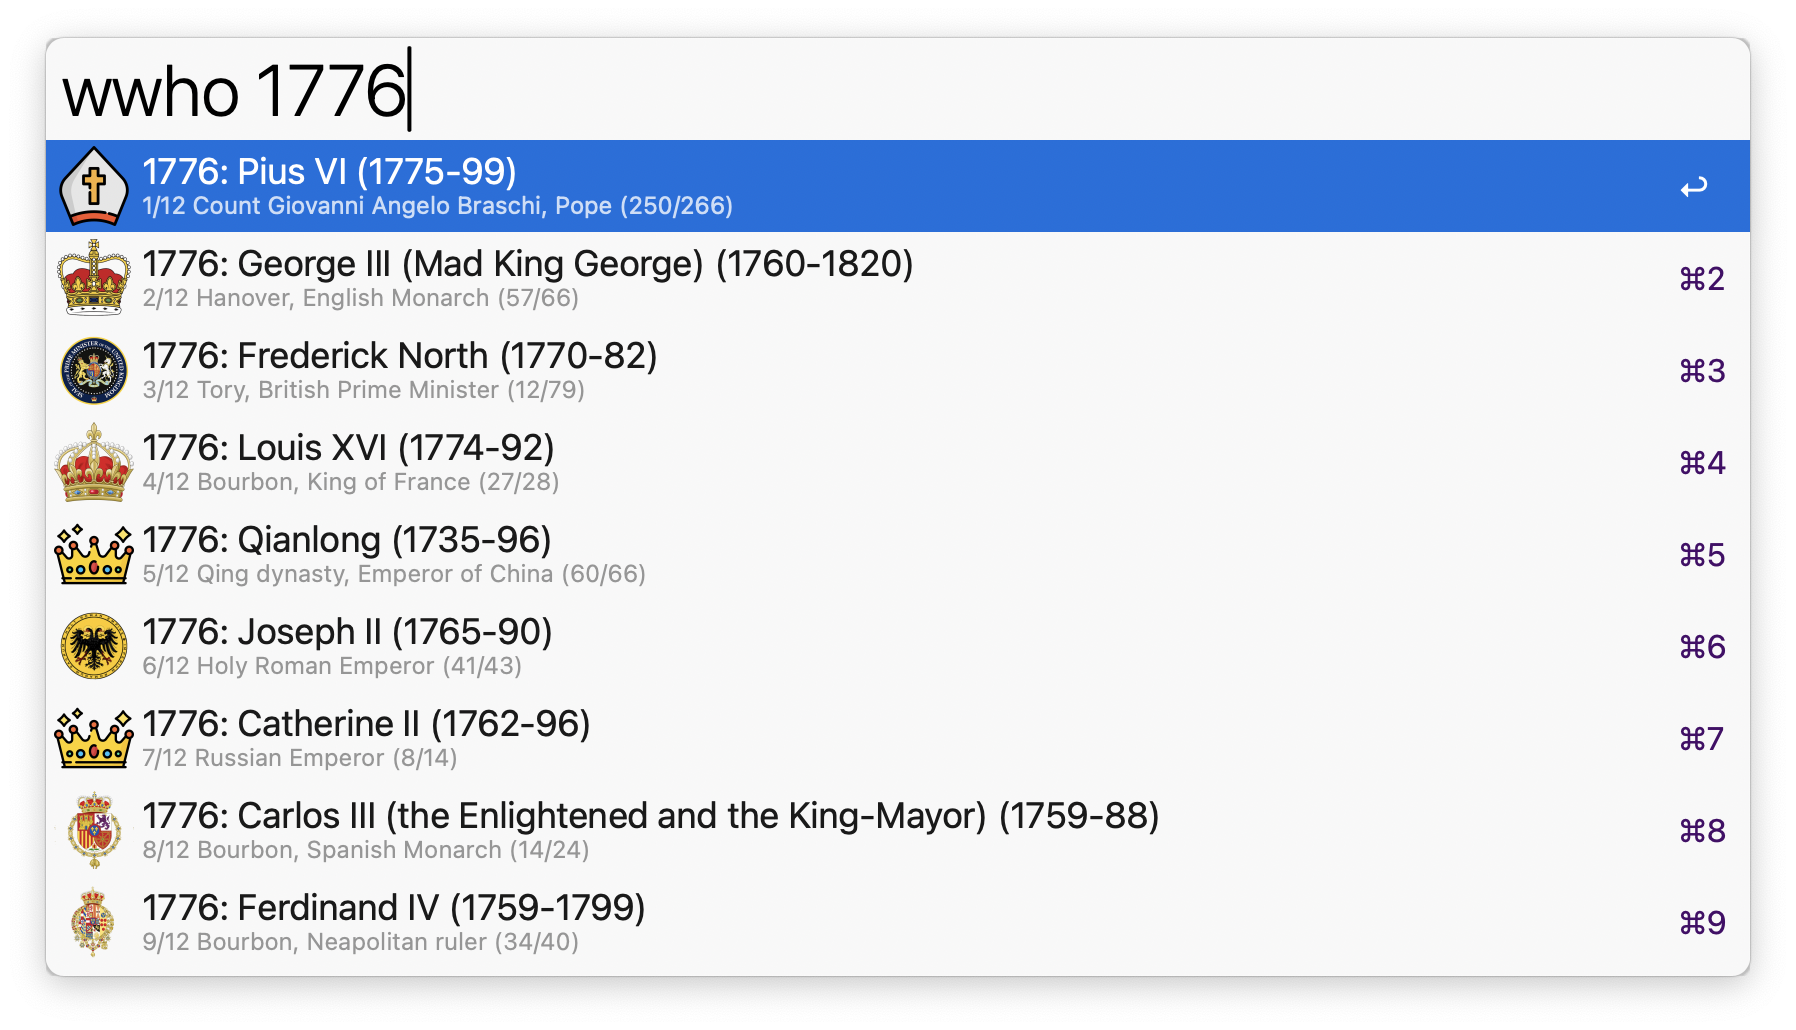 wwho 1776
1776: Pius VI (1775-99)
1/12 Count Giovanni Angelo Braschi, Pope (250/266)
1776: George III (Mad King George) (1760-1820)
2/12 Hanover, English Monarch (57/66)
⌘2
1776: Frederick North (1770-82)
3/12 Tory, British Prime Minister (12/79)
⌘3
1776: Louis XVI (1774-92)
4/12 Bourbon, King of France (27/28)
⌘4
1776: Qianlong (1735-96)
5/12 Qing dynasty, Emperor of China (60/66)
⌘5
1776: Joseph II (1765-90)
6/12 Holy Roman Emperor (41/43)
⌘6
1776: Catherine II (1762-96)
7/12 Russian Emperor (8/14)
⌘7
1776: Carlos III (the Enlightened and the King-Mayor) (1759-88)
8/12 Bourbon, Spanish Monarch (14/24)
⌘8
1776: Ferdinand IV (1759-1799)
9/12 Bourbon, Neapolitan ruler (34/40)
⌘9